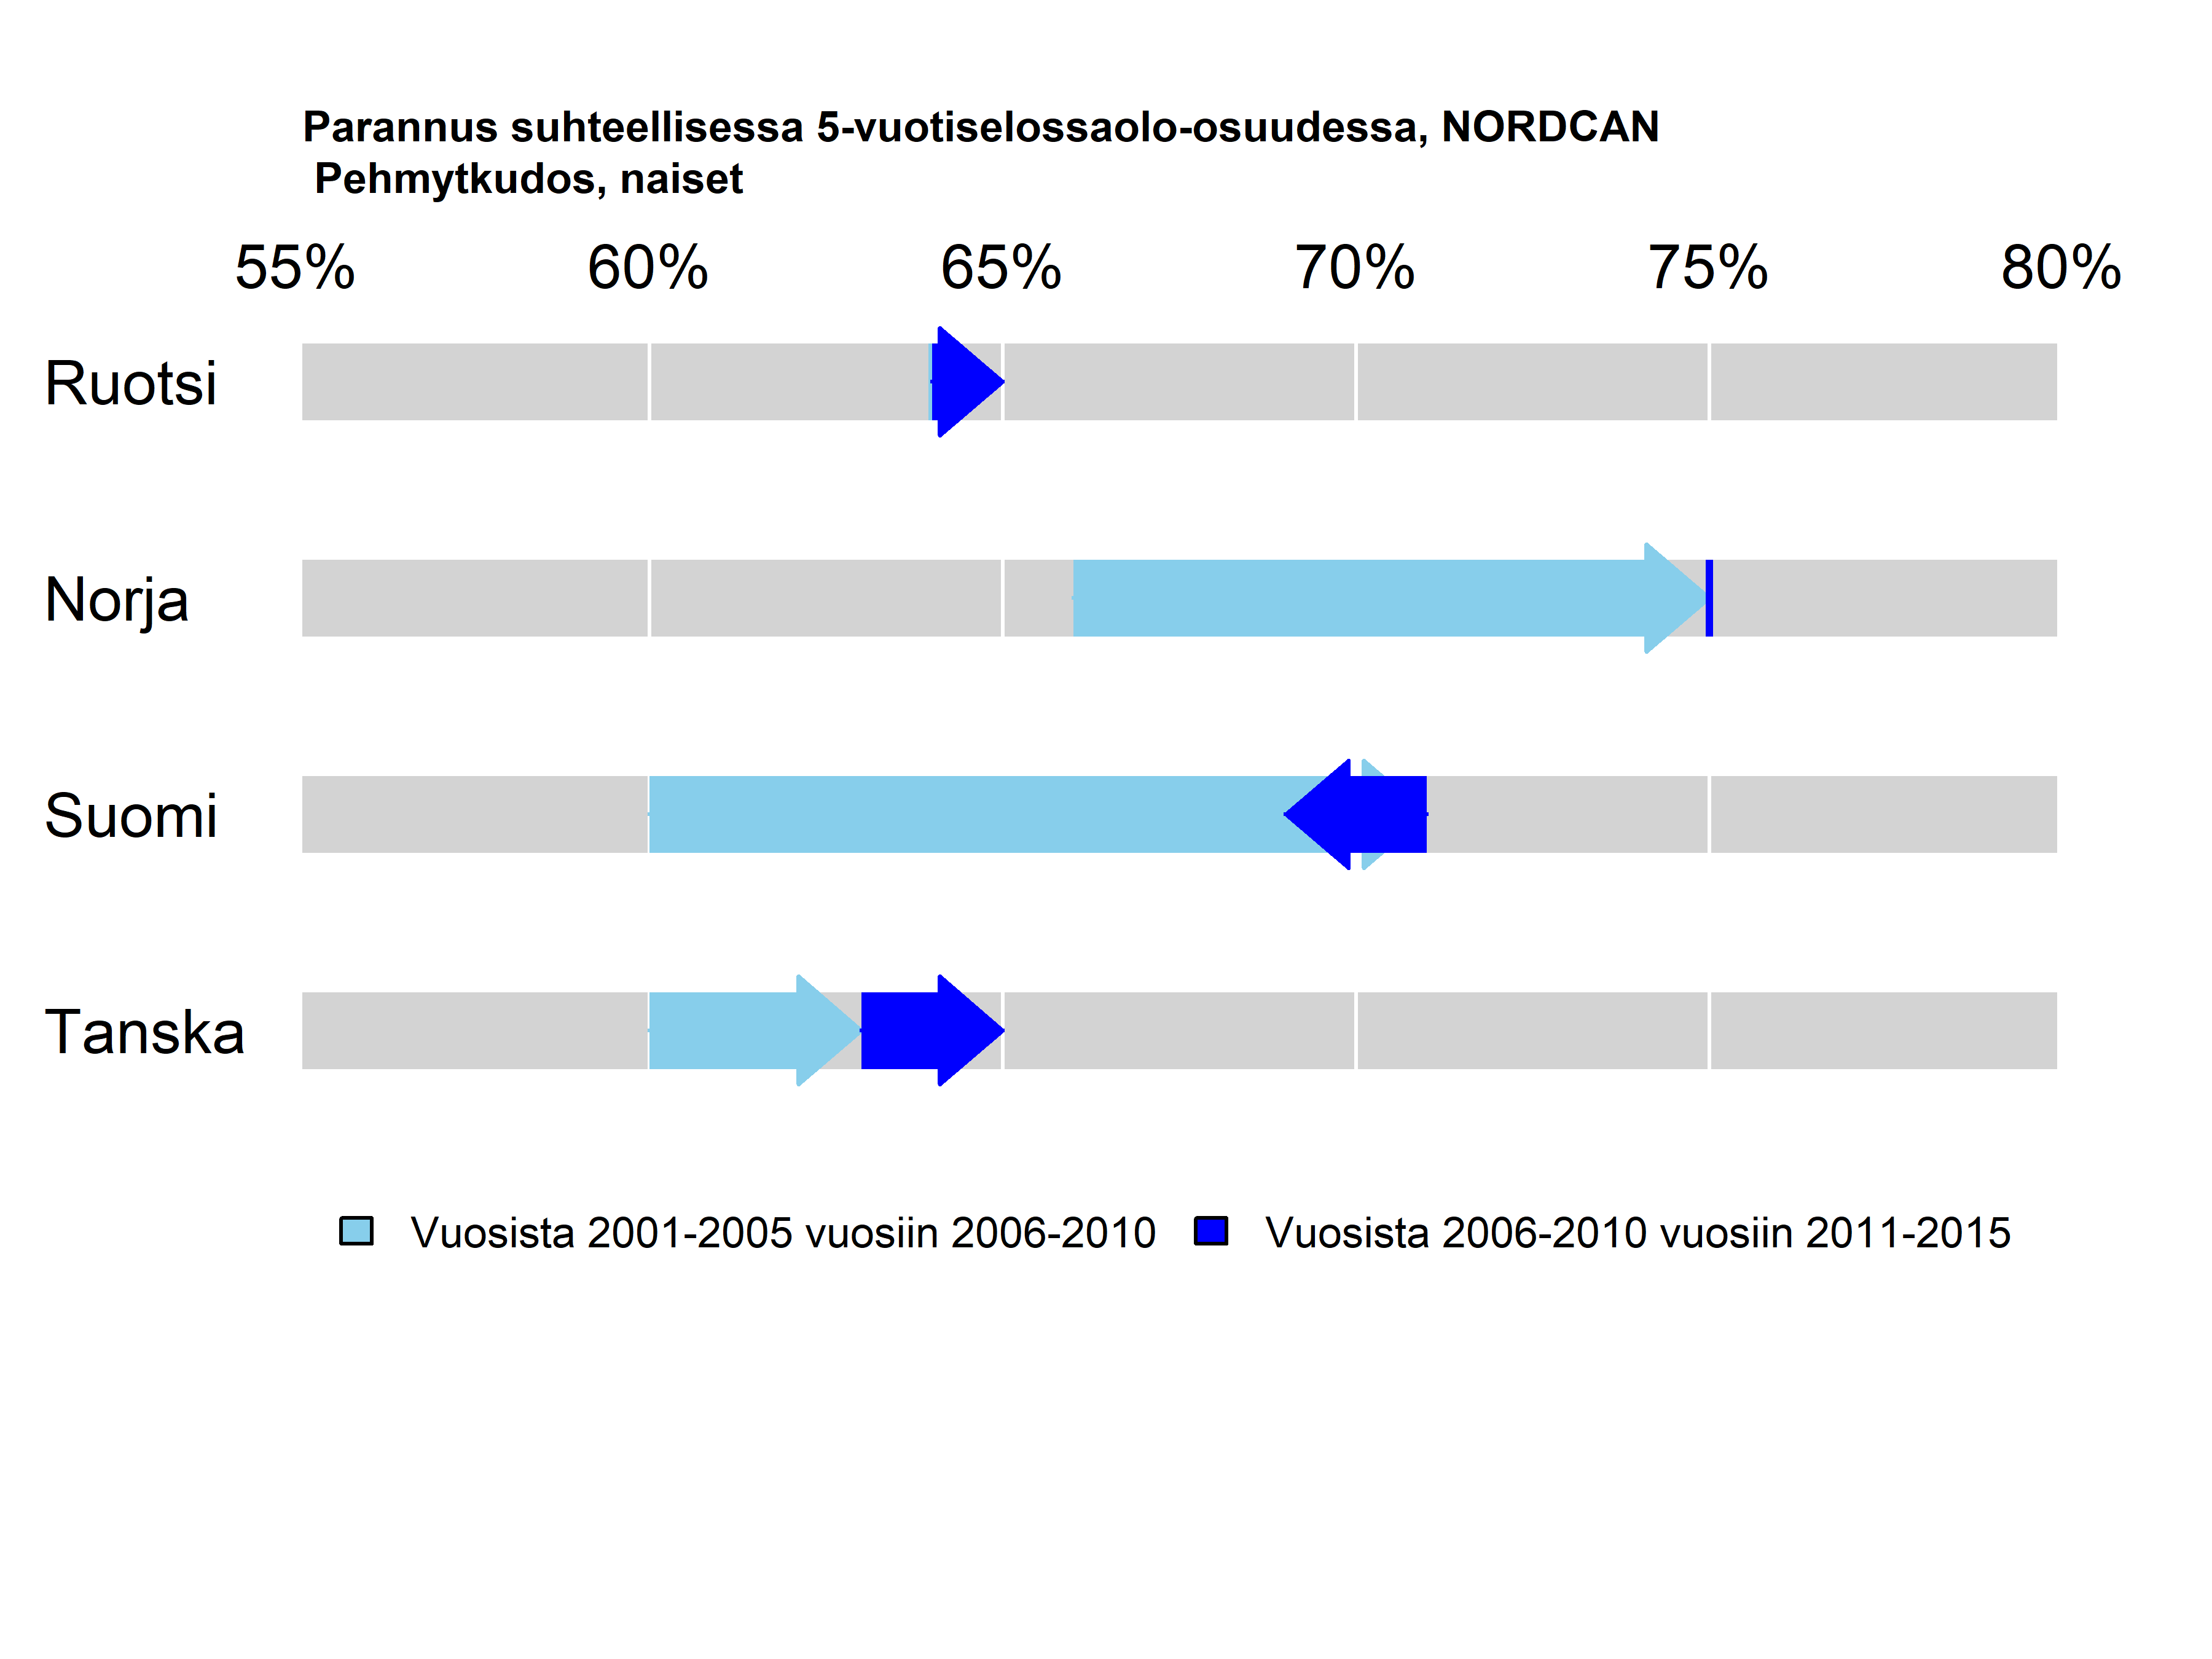 Parannus suhteellisessa 5-vuotiselossaolo-osuudessa, NORDCAN
Pehmytkudos, naiset
55% 60% 65% 70% 75% 80%
Ruotsi
Norja
Suomi
Tanska
Vuosista 2001-2005 vuosiin 2006-2010 Vuosista 2006-2010 vuosiin 2011-2015